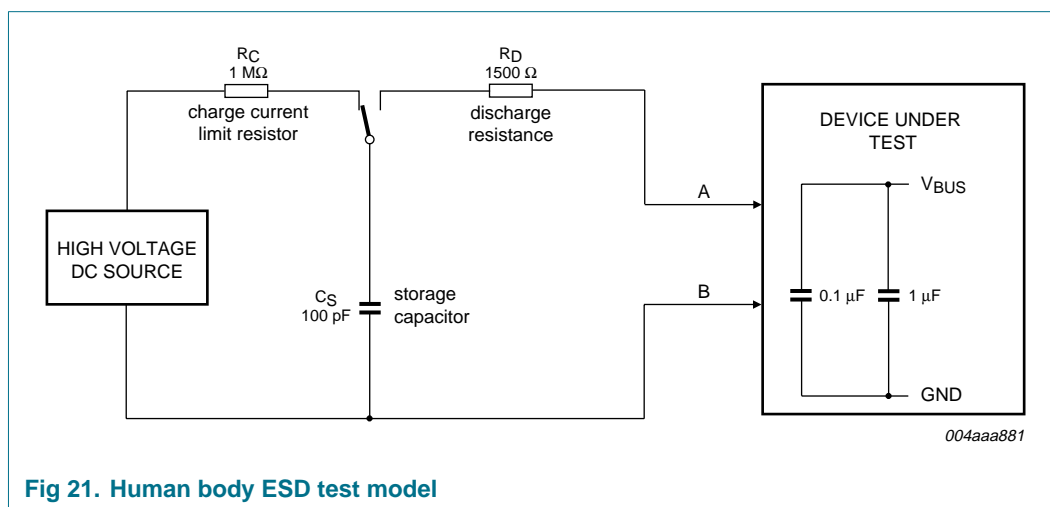 RC
1 MΩ
charge current
limit resistor
RD
1500 Ω
discharge
resistance
DEVICE UNDER
TEST
VBUS
A
HIGH VOLTAGE
DC SOURCE
CS
100 pF
storage
capacitor
B
0.1 μF
1 μF
GND
004aaa881
Fig 21. Human body ESD test model